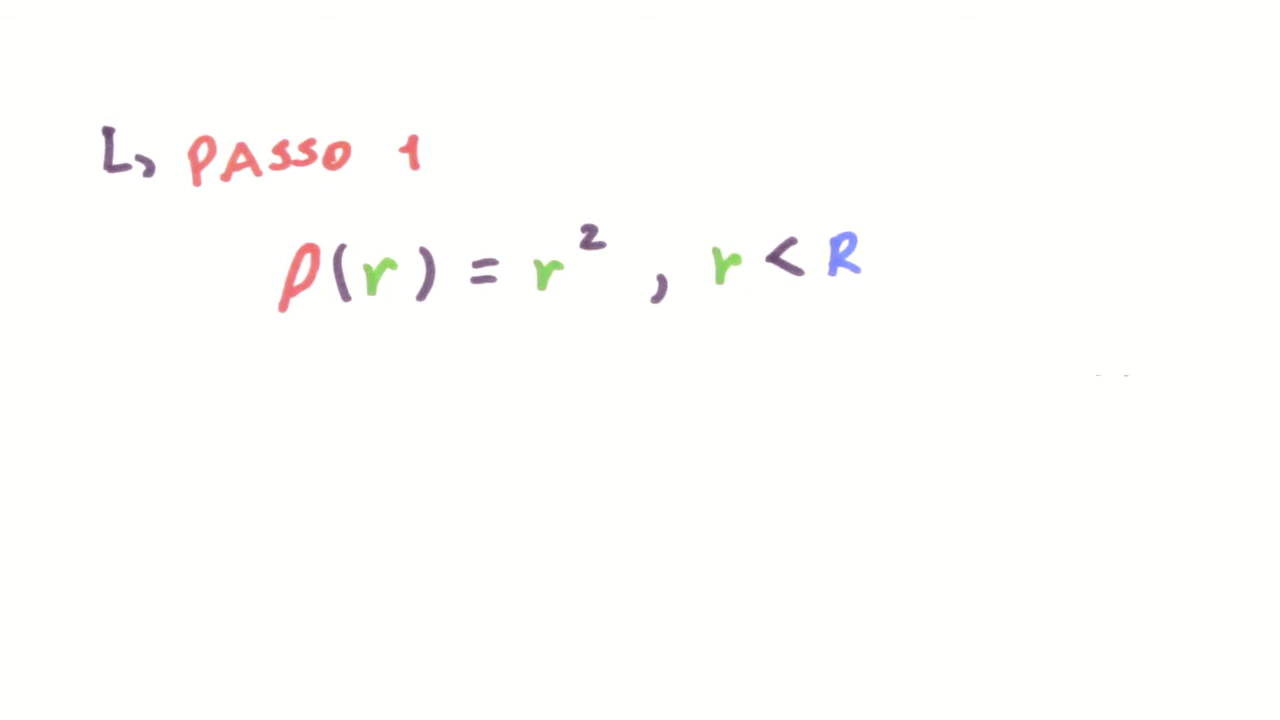 L, PASSO 1
ρ(r) = r² , r < R